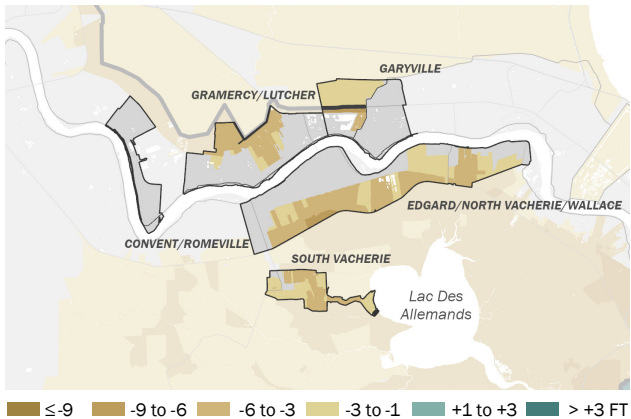 GARYVILLE
GRAMERCY/LUTCHER
EDGARD/NORTH VACHERIE/WALLACE
CONVENT/ROMEVILLE
SOUTH VACHERIE
Lac Des
Allemands
≤ -9 -9 to -6 -6 to -3 -3 to -1 +1 to +3 > +3 FT